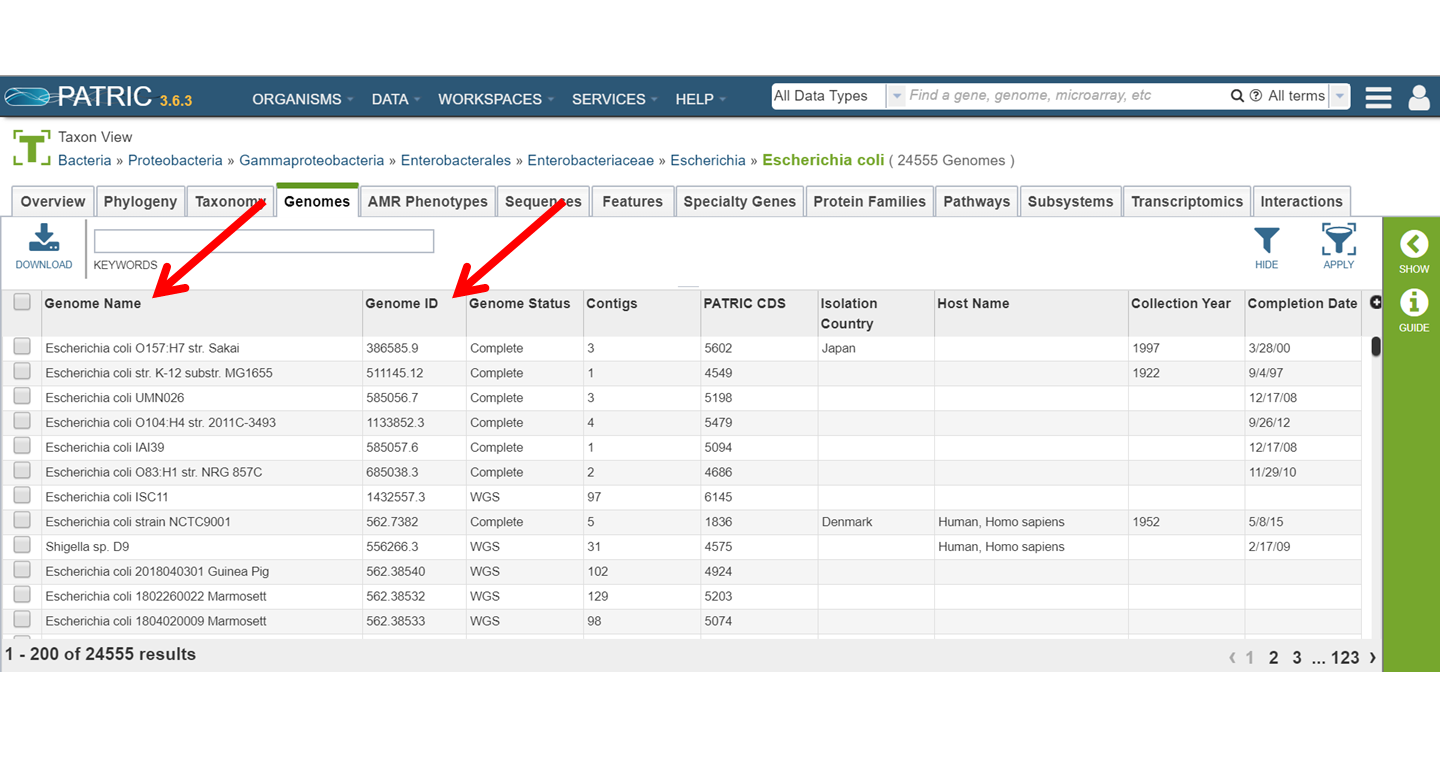 PATRIC 3.6.3 ORGANISMS DATA WORKSPACES SERVICES HELP All Data Types Find a gene, genome, microarray, etc All terms
Taxon View
Bacteria » Proteobacteria » Gammaproteobacteria » Enterobacterales » Enterobacteriaceae » Escherichia » Escherichia coli ( 24555 Genomes )
Overview Phylogeny Taxonomy Genomes AMR Phenotypes Sequences Features Specialty Genes Protein Families Pathways Subsystems Transcriptomics Interactions
DOWNLOAD KEYWORDS HIDE APPLY SHOW
GUIDE
Genome Name Genome ID Genome Status Contigs PATRIC CDS Isolation Country Host Name Collection Year Completion Date
Escherichia coli O157:H7 str. Sakai 386585.9 Complete 3 5602 Japan 1997 3/28/00
Escherichia coli str. K-12 substr. MG1655 511145.12 Complete 1 4549 1922 9/4/97
Escherichia coli UMN026 585056.7 Complete 3 5198 12/17/08
Escherichia coli O104:H4 str. 2011C-3493 1133852.3 Complete 4 5479 9/26/12
Escherichia coli IAI39 585057.6 Complete 1 5094 12/17/08
Escherichia coli O83:H1 str. NRG 857C 685038.3 Complete 2 4686 11/29/10
Escherichia coli ISC11 1432557.3 WGS 97 6145
Escherichia coli strain NCTC9001 562.7382 Complete 5 1836 Denmark Human, Homo sapiens 1952 5/8/15
Shigella sp. D9 556266.3 WGS 31 4575 Human, Homo sapiens 2/17/09
Escherichia coli 2018040301 Guinea Pig 562.38540 WGS 102 4924
Escherichia coli 1802260022 Marmosett 562.38532 WGS 129 5203
Escherichia coli 1804020009 Marmosett 562.38533 WGS 98 5074
1 - 200 of 24555 results ‹ 1 2 3 ... 123 ›